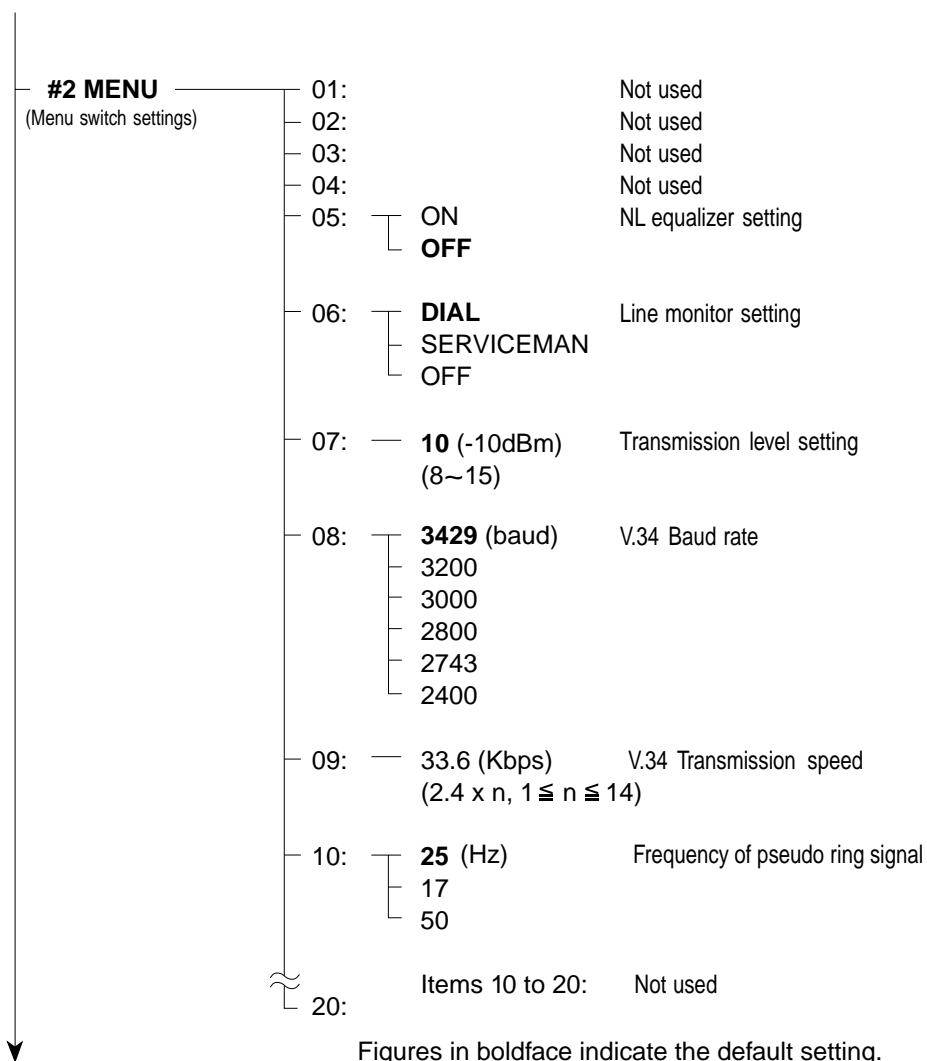 #2 MENU 01: Not used
(Menu switch settings) 02: Not used
03: Not used
04: Not used
05: ON NL equalizer setting
OFF
06: DIAL Line monitor setting
SERVICEMAN
OFF
07: 10 (-10dBm) Transmission level setting
(8~15)
08: 3429 (baud) V.34 Baud rate
3200
3000
2800
2743
2400
09: 33.6 (Kbps) V.34 Transmission speed
(2.4 x n, 1 ≦ n ≦ 14)
10: 25 (Hz) Frequency of pseudo ring signal
17
50
Items 10 to 20: Not used
20:
Figures in boldface indicate the default setting.